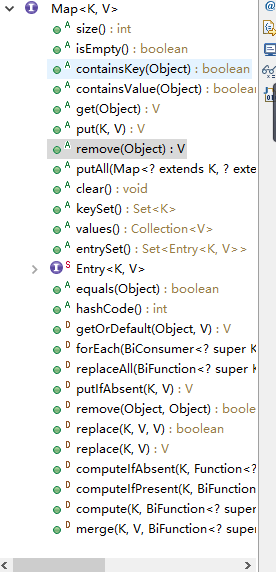 Map<K, V>
size() : int
isEmpty() : boolean
containsKey(Object) : boolean
containsValue(Object) : boolean
get(Object) : V
put(K, V) : V
remove(Object) : V
putAll(Map<? extends K, ? exte
clear() : void
keySet() : Set<K>
values() : Collection<V>
entrySet() : Set<Entry<K, V>>
Entry<K, V>
equals(Object) : boolean
hashCode() : int
getOrDefault(Object, V) : V
forEach(BiConsumer<? super K
replaceAll(BiFunction<? super K
putIfAbsent(K, V) : V
remove(Object, Object) : boole
replace(K, V, V) : boolean
replace(K, V) : V
computeIfAbsent(K, Function<?
computeIfPresent(K, BiFunction
compute(K, BiFunction<? super
merge(K, V, BiFunction<? super